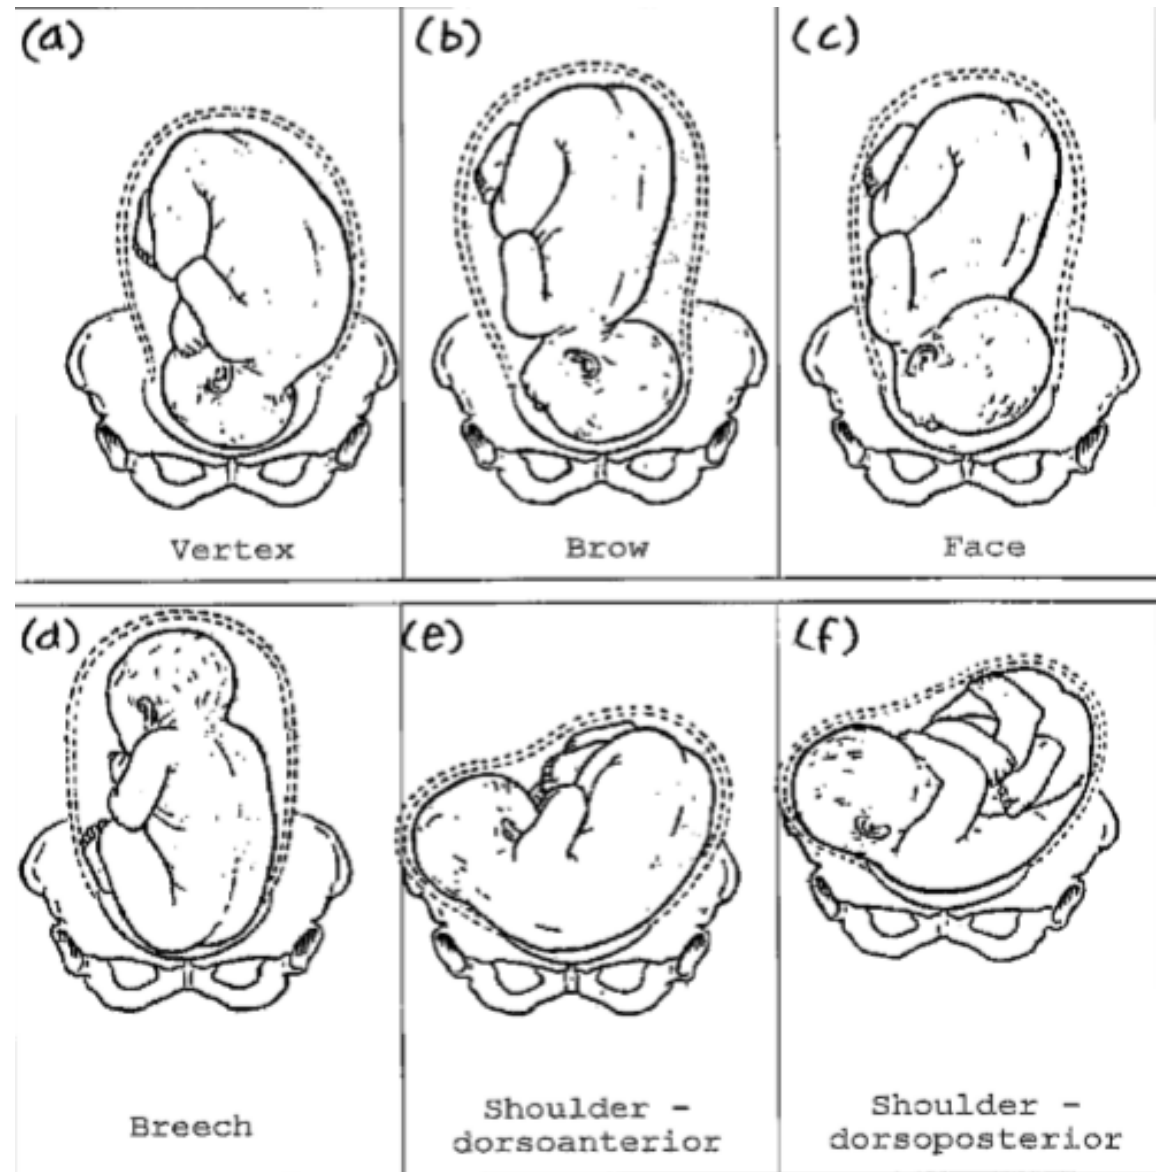 (a)
(b)
(c)
Vertex
Brow
Face
(d)
(e)
(f)
Breech
Shoulder -
dorsoanterior
Shoulder -
dorsoposterior